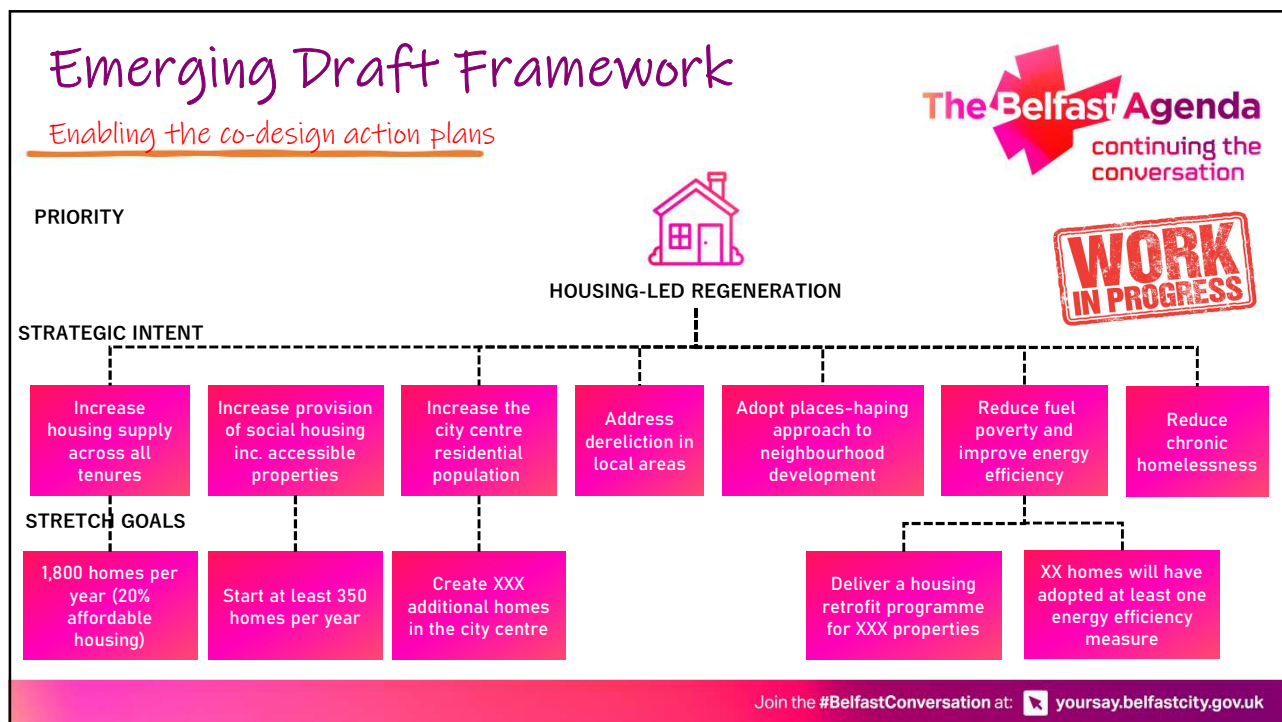 Emerging Draft Framework
Enabling the co-design action plans
The Belfast Agenda
continuing the
conversation
PRIORITY
WORK
IN PROGRESS
HOUSING-LED REGENERATION
STRATEGIC INTENT
Increase
housing supply
across all
tenures
Increase provision
of social housing
inc. accessible
properties
Increase the
city centre
residential
population
Address
dereliction in
local areas
Adopt places-haping
approach to
neighbourhood
development
Reduce fuel
poverty and
improve energy
efficiency
Reduce
chronic
homelessness
STRETCH GOALS
1,800 homes per
year (20%
affordable
housing)
Start at least 350
homes per year
Create XXX
additional homes
in the city centre
Deliver a housing
retrofit programme
for XXX properties
XX homes will have
adopted at least one
energy efficiency
measure
Join the #BelfastConversation at: yoursay.belfastcity.gov.uk